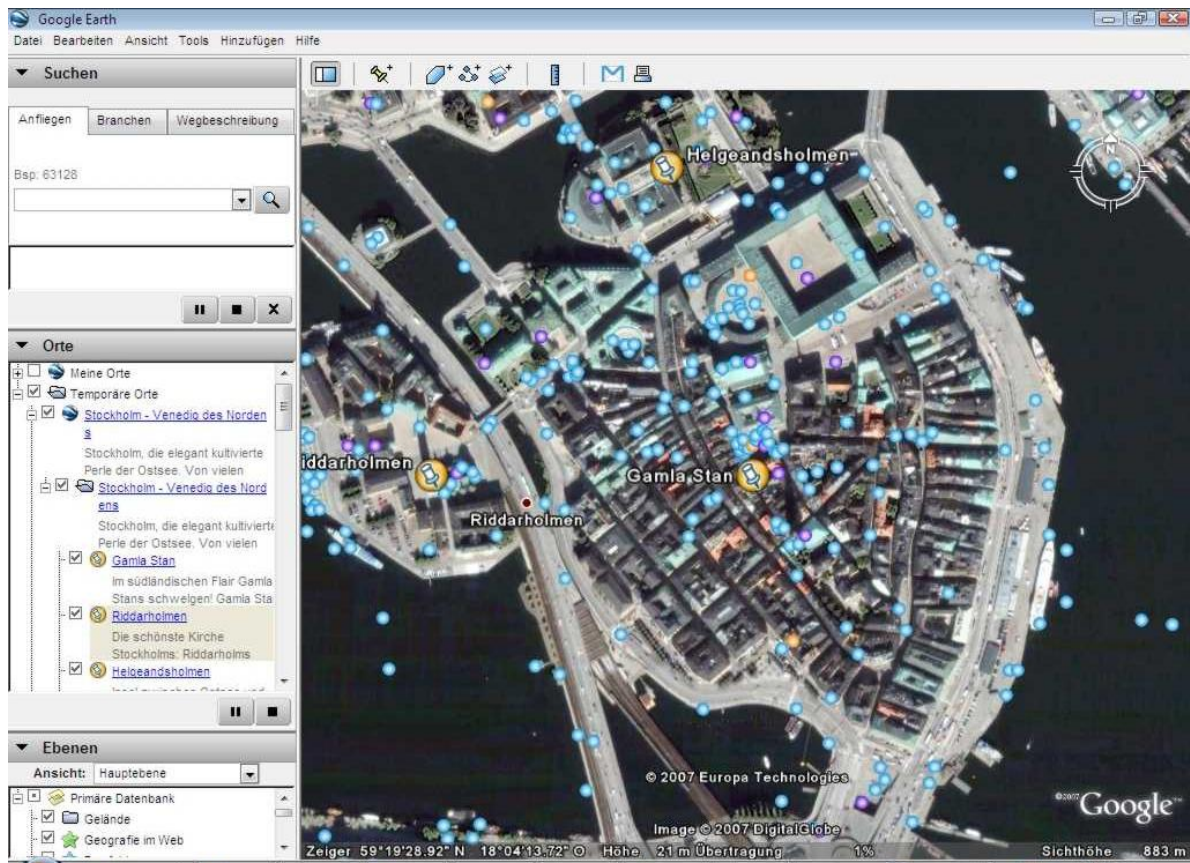 Google Earth
Datei Bearbeiten Ansicht Tools Hinzufügen Hilfe
Suchen
Anfliegen Branchen Wegbeschreibung
Bsp: 63128
Orte
Meine Orte
Temporäre Orte
Stockholm - Venedig des Norden
s
Stockholm, die elegant kultivierte
Perle der Ostsee. Von vielen
Stockholm - Venedig des Nord
ens
Stockholm, die elegant kultivierte
Perle der Ostsee. Von vielen
Gamla Stan
Im südländischen Flair Gamla
Stans schwelgen! Gamla Sta
Riddarholmen
Die schönste Kirche
Stockholms: Riddarholms
Helgeandsholmen
Ebenen
Ansicht: Hauptebene
Primäre Datenbank
Gelände
Geografie im Web
Helgeandsholmen
N
iddarholmen
Gamla Stan
Riddarholmen
© 2007 Europa Technologies
Image © 2007 DigitalGlobe
©2007 Google™
Zeiger 59°19'28.92" N 18°04'13.72" O Höhe 21 m Übertragung 1% Sichthöhe 883 m